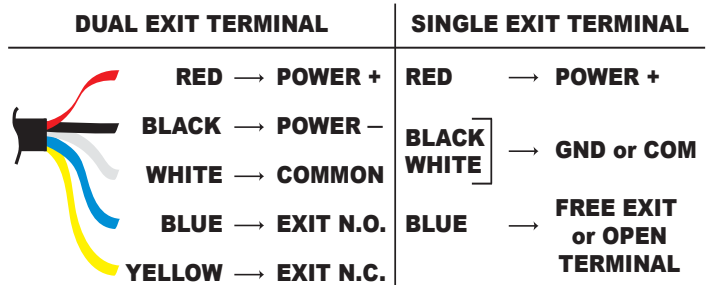 DUAL EXIT TERMINAL
RED → POWER +
BLACK → POWER –
WHITE → COMMON
BLUE → EXIT N.O.
YELLOW → EXIT N.C.
SINGLE EXIT TERMINAL
RED → POWER +
BLACK
WHITE → GND or COM
BLUE → FREE EXIT
or OPEN
TERMINAL